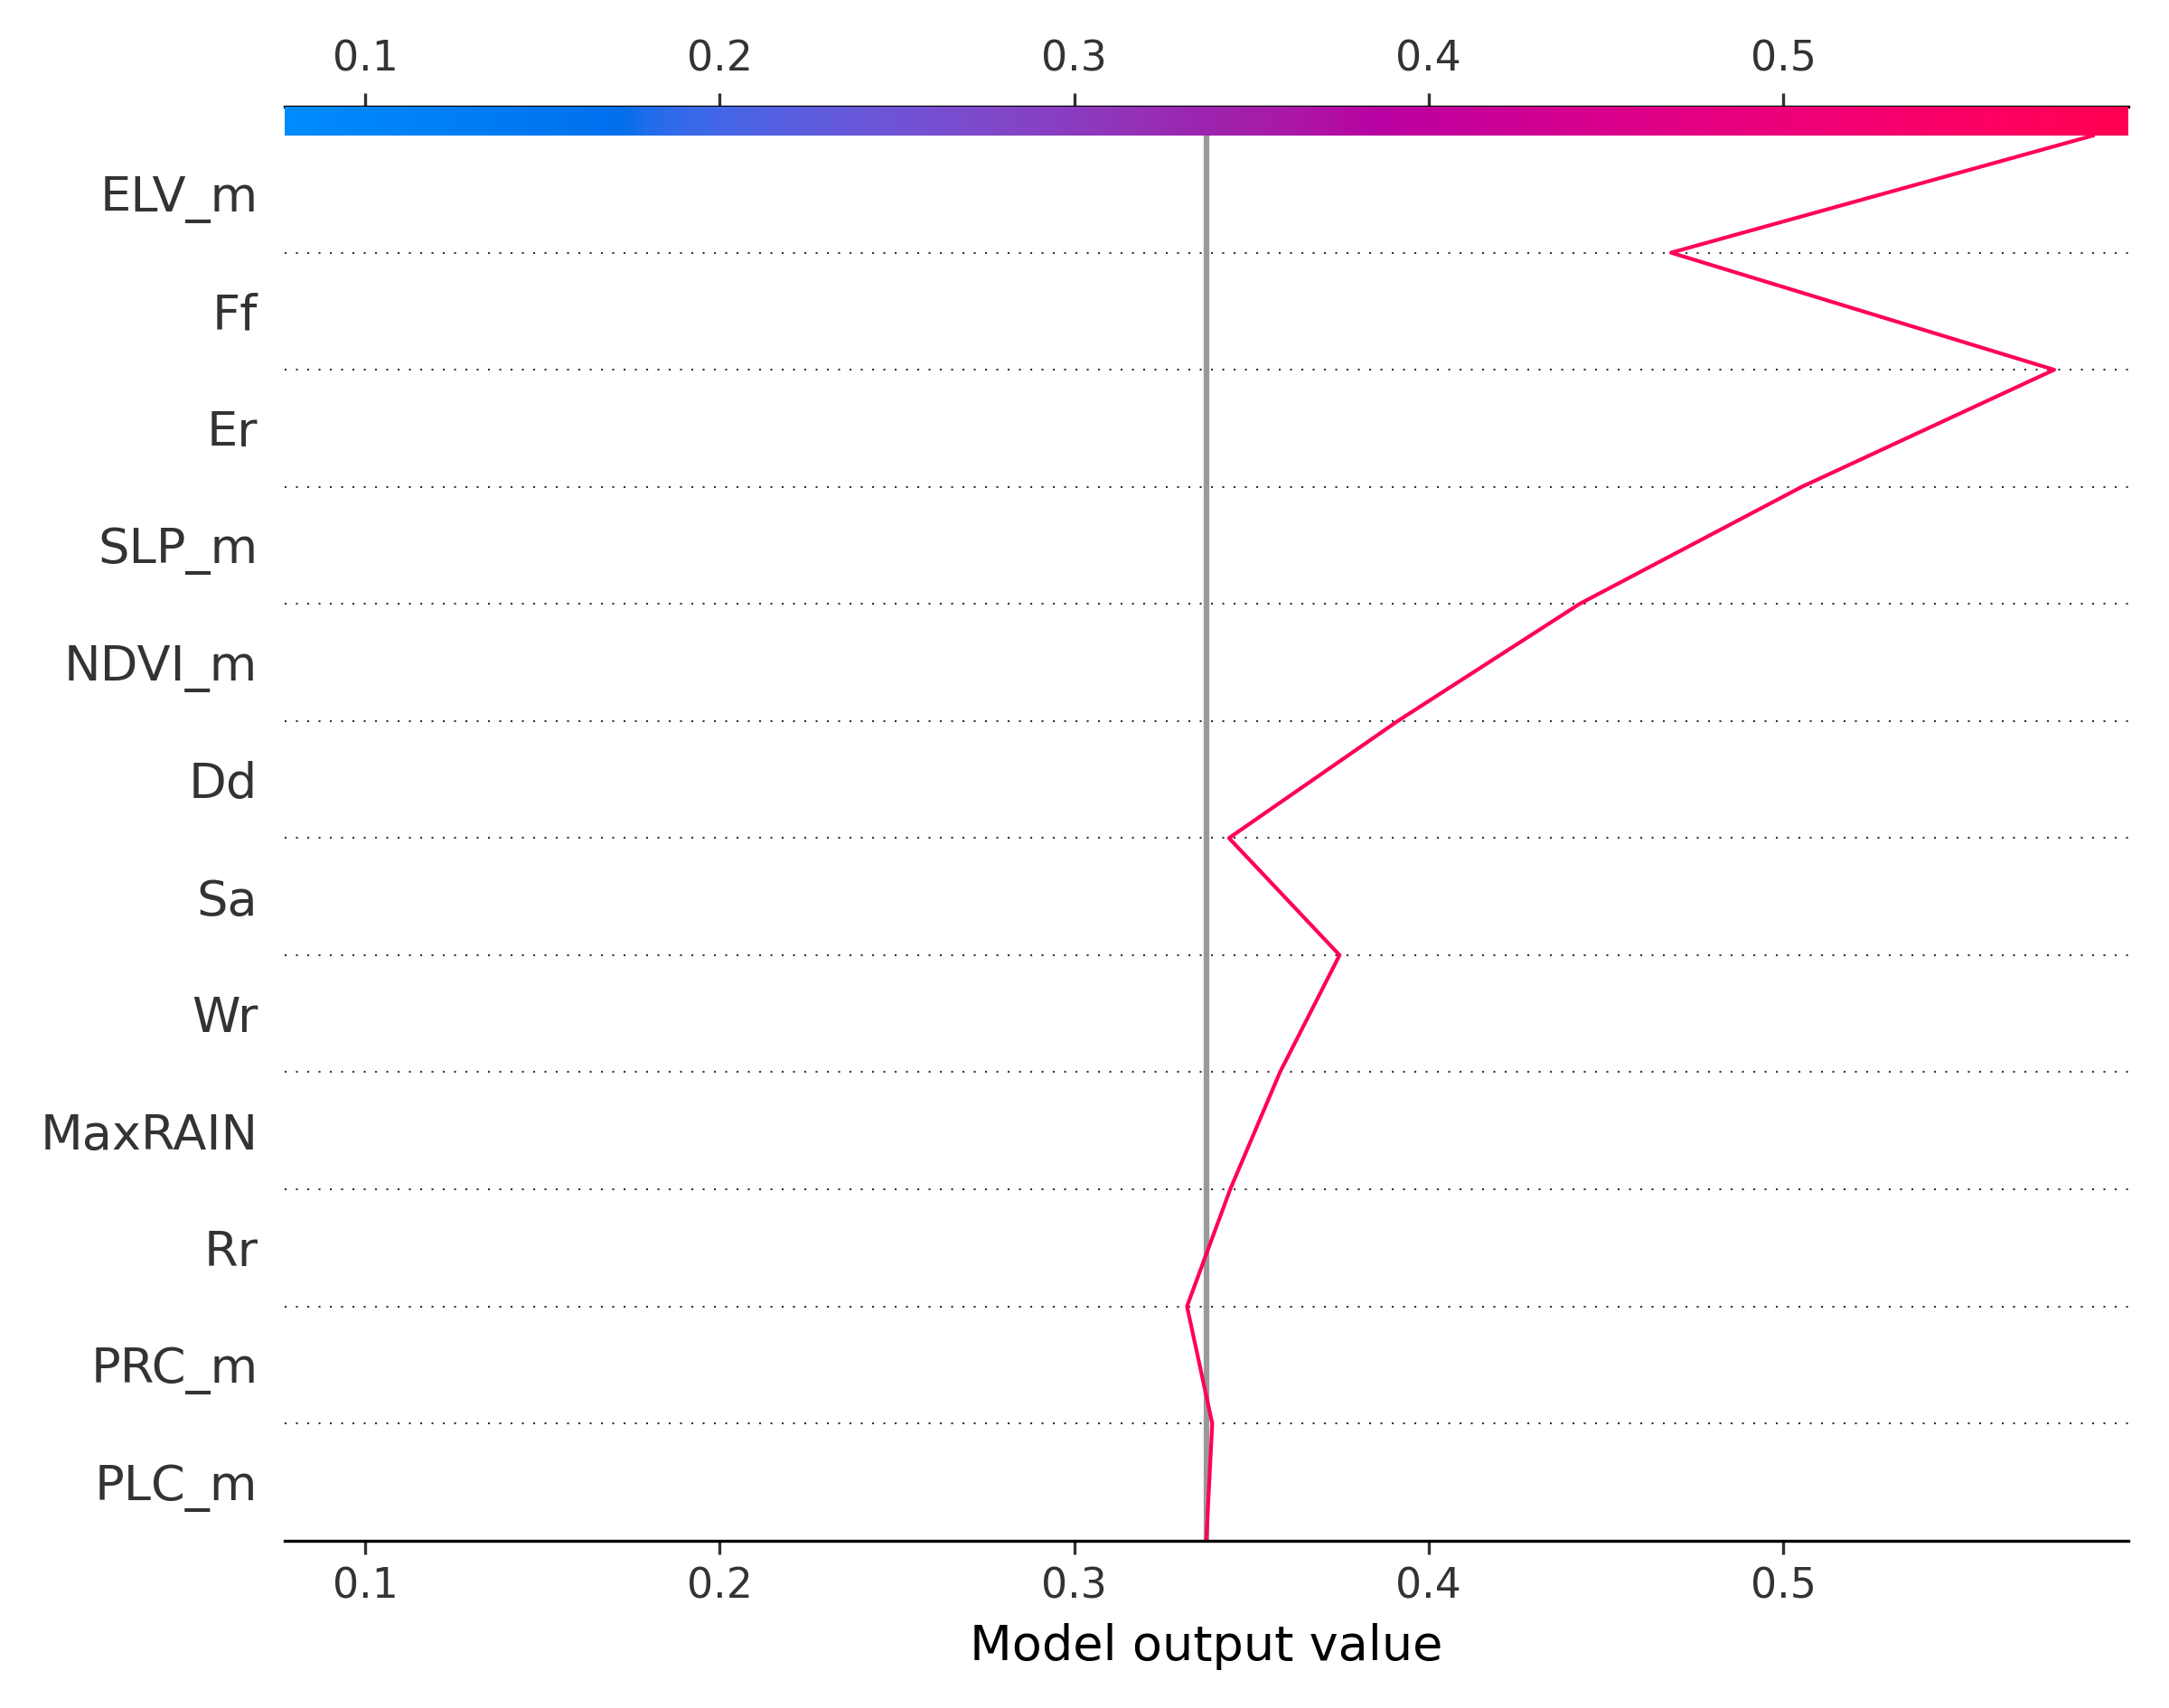 0.1 0.2 0.3 0.4 0.5
ELV_m
Ff
Er
SLP_m
NDVI_m
Dd
Sa
Wr
MaxRAIN
Rr
PRC_m
PLC_m
0.1 0.2 0.3 0.4 0.5
Model output value